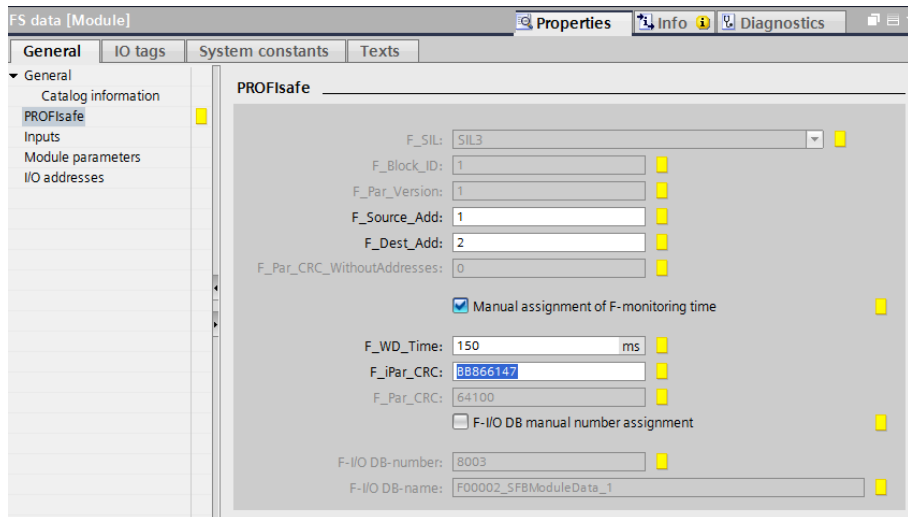 FS data [Module]
Properties
Info
Diagnostics
General
IO tags
System constants
Texts
General
Catalog information
PROFIsafe
Inputs
Module parameters
I/O addresses
PROFIsafe
F_SIL: SIL3
F_Block_ID: 1
F_Par_Version: 1
F_Source_Add: 1
F_Dest_Add: 2
F_Par_CRC_WithoutAddresses: 0
Manual assignment of F-monitoring time
F_WD_Time: 150 ms
F_iPar_CRC: BB866147
F_Par_CRC: 64100
F-I/O DB manual number assignment
F-I/O DB-number: 8003
F-I/O DB-name: F00002_SFBModuleData_1